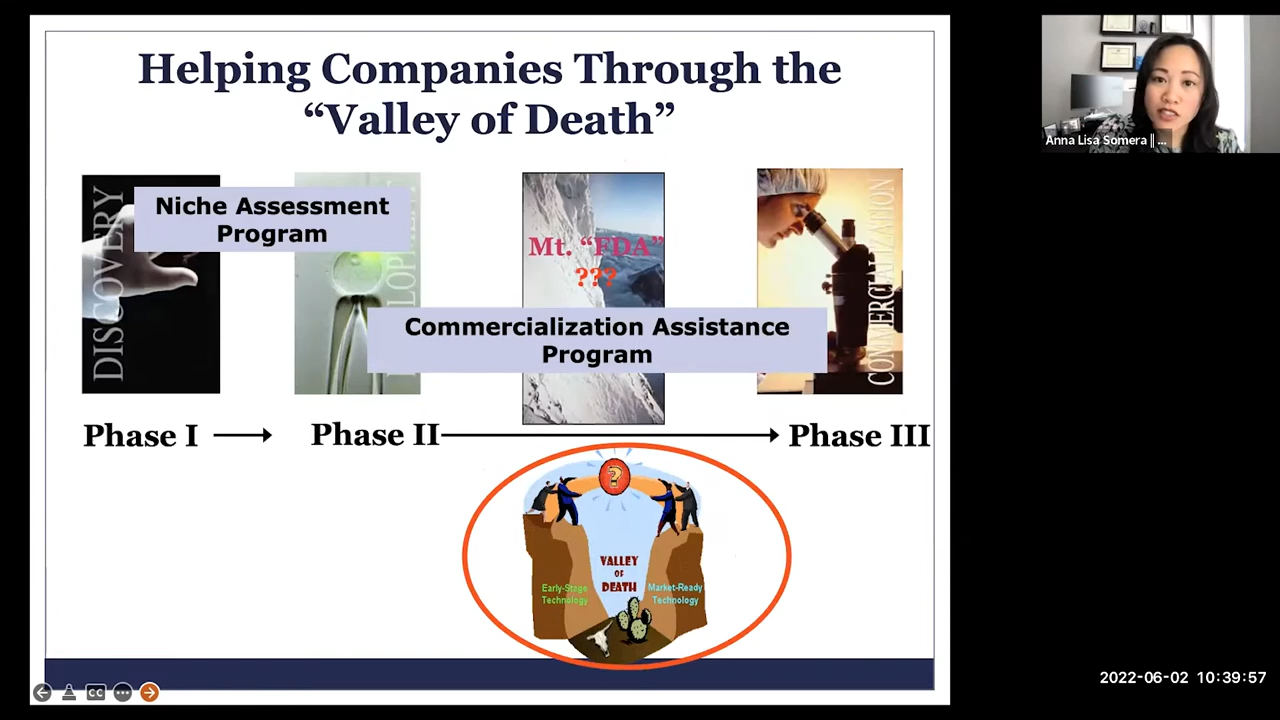 Helping Companies Through the
“Valley of Death”
DISCOVERY
Niche Assessment
Program
Mt. “FDA”
???
COMMERCIALIZATION
Commercialization Assistance
Program
Phase I
Phase II
Phase III
?
VALLEY
OF
DEATH
Early-Stage
Technology
Market-Ready
Technology
CC
Anna Lisa Somera || ...
2022-06-02 10:39:57